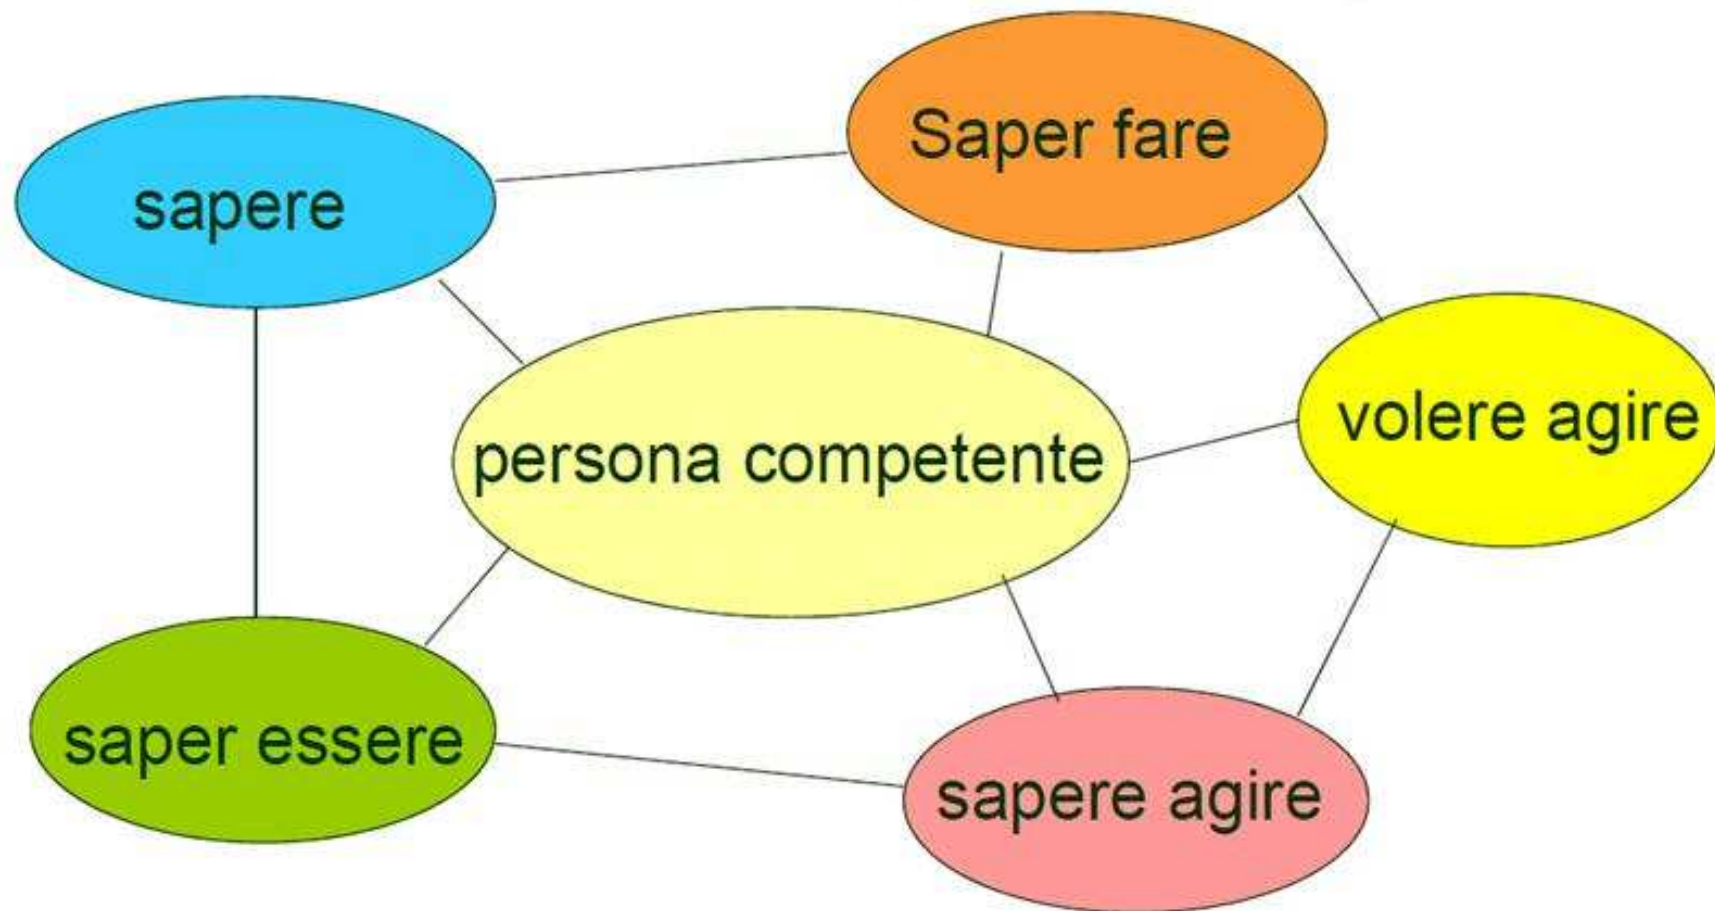 Saper fare
sapere
volere agire
persona competente
saper essere
sapere agire